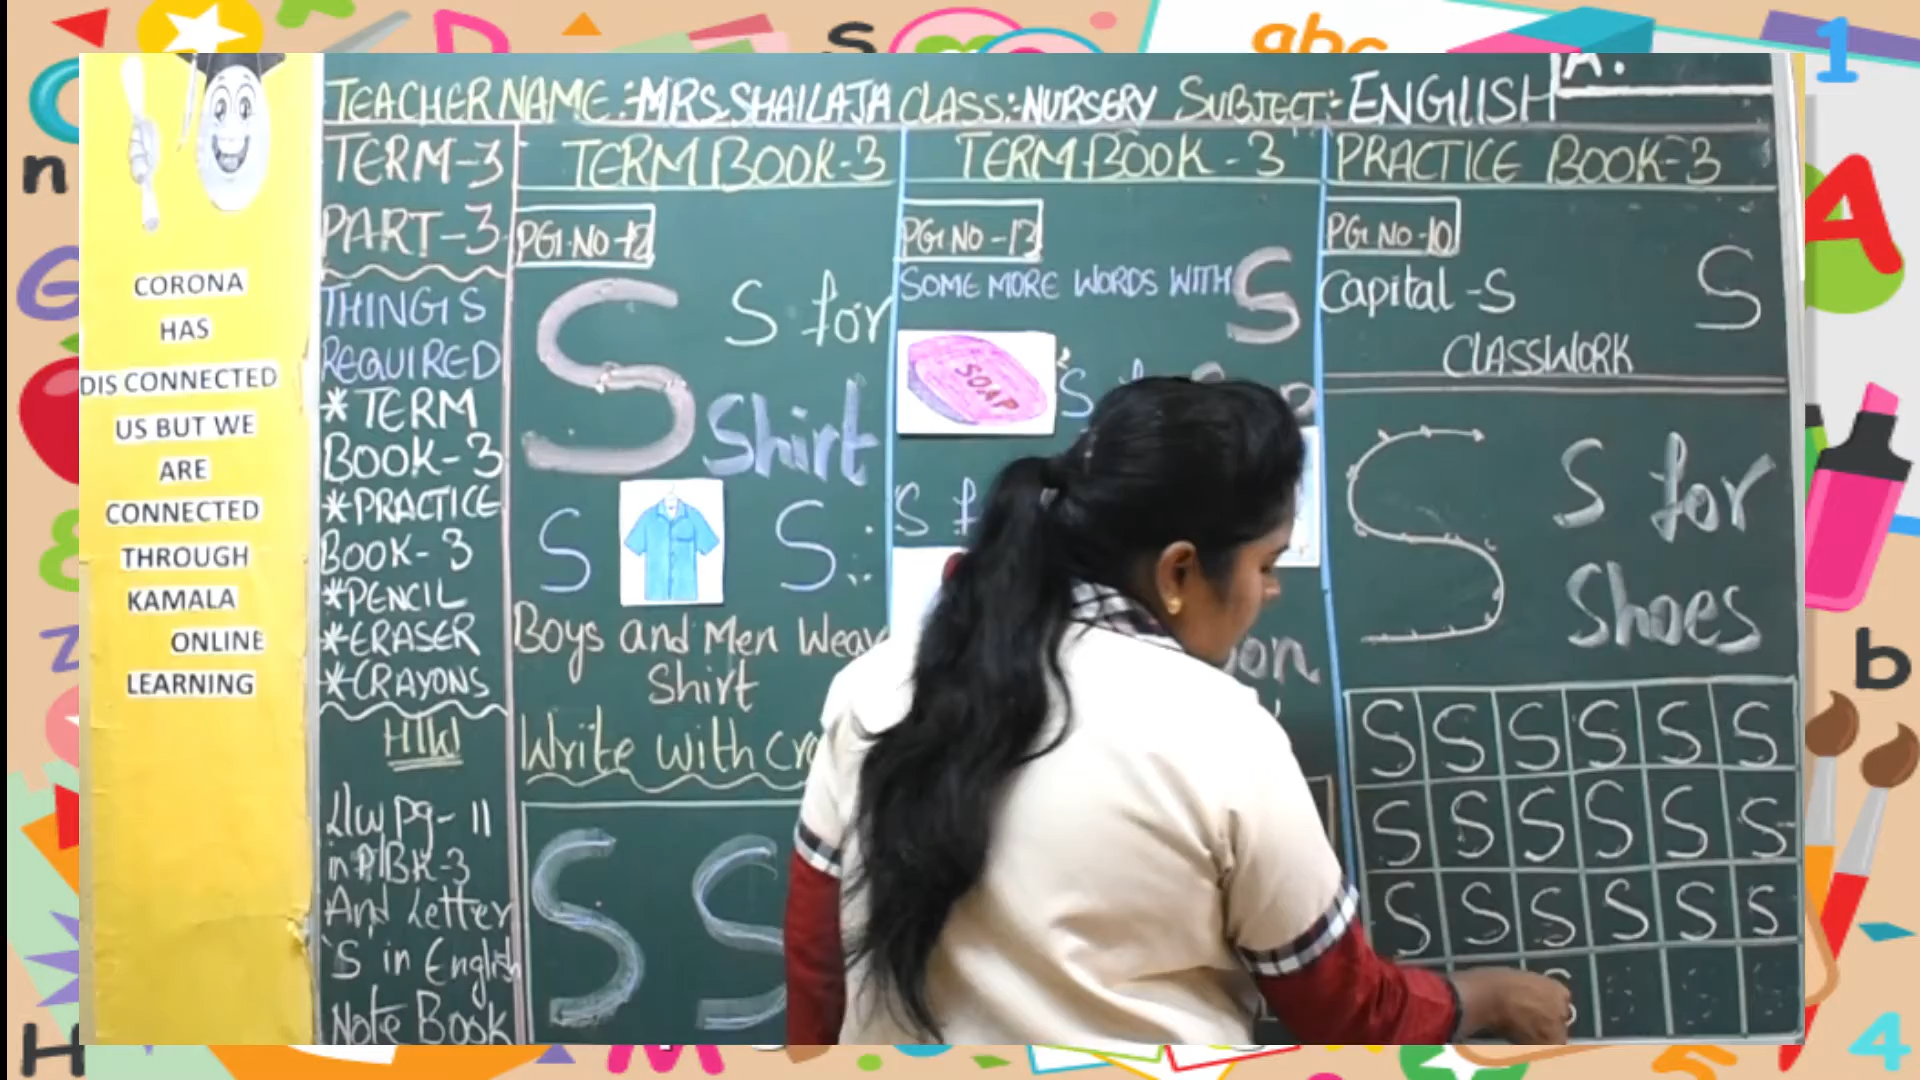 TEACHER NAME:-MRS.SHAILAJA CLASS:-NURSERY SUBJECT:-ENGLISH
A.
CORONA
HAS
DIS CONNECTED
US BUT WE
ARE
CONNECTED
THROUGH
KAMALA
ONLINE
LEARNING
TERM-3
PART-3
THINGS
REQUIRED
*TERM
BOOK-3
*PRACTICE
BOOK-3
*PENCIL
*ERASER
*CRAYONS
H/W
Pg-11
in P/BK-3
And Letter
'S in English
Note Book
TERM BOOK-3
PG.NO-12
S S for
Shirt
S S
Boys and Men Wear
Shirt
Write with
S S
TERM BOOK-3
PG NO-13
SOME MORE WORDS WITH S
SOAP
S
S f
PRACTICE BOOK-3
PG NO-10
Capital -S S
CLASSWORK
S S for
Shoes
S S S S S S
S S S S S S
S S S S S S
S
abc
S
n
A
b
1
4
H